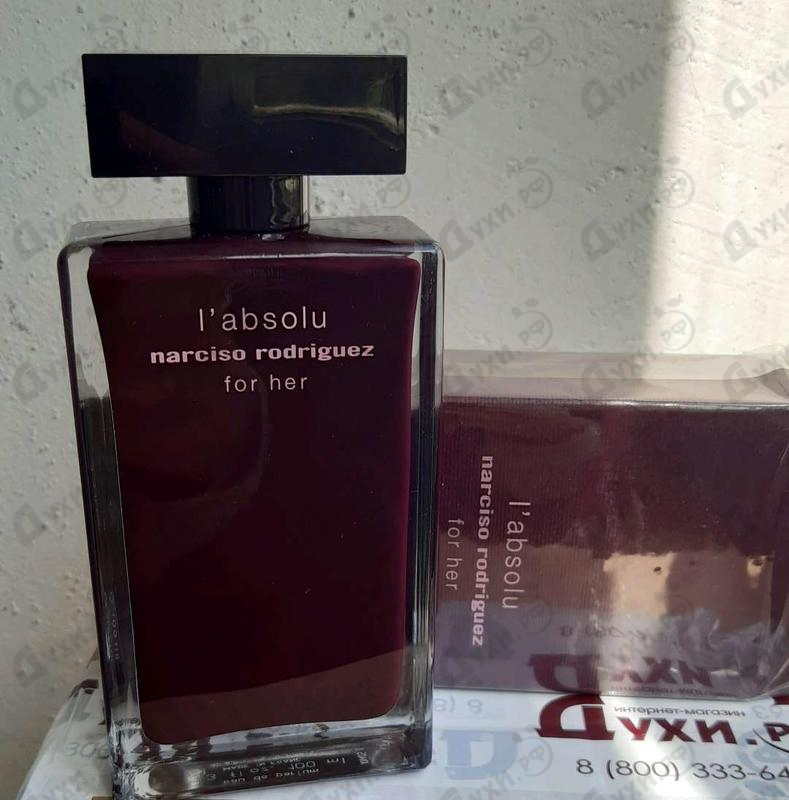 l'absolu
narciso rodriguez
for her
l'absolu
narciso rodriguez
for her
интернет-магазин
Духи.рф
8 (800) 333-64